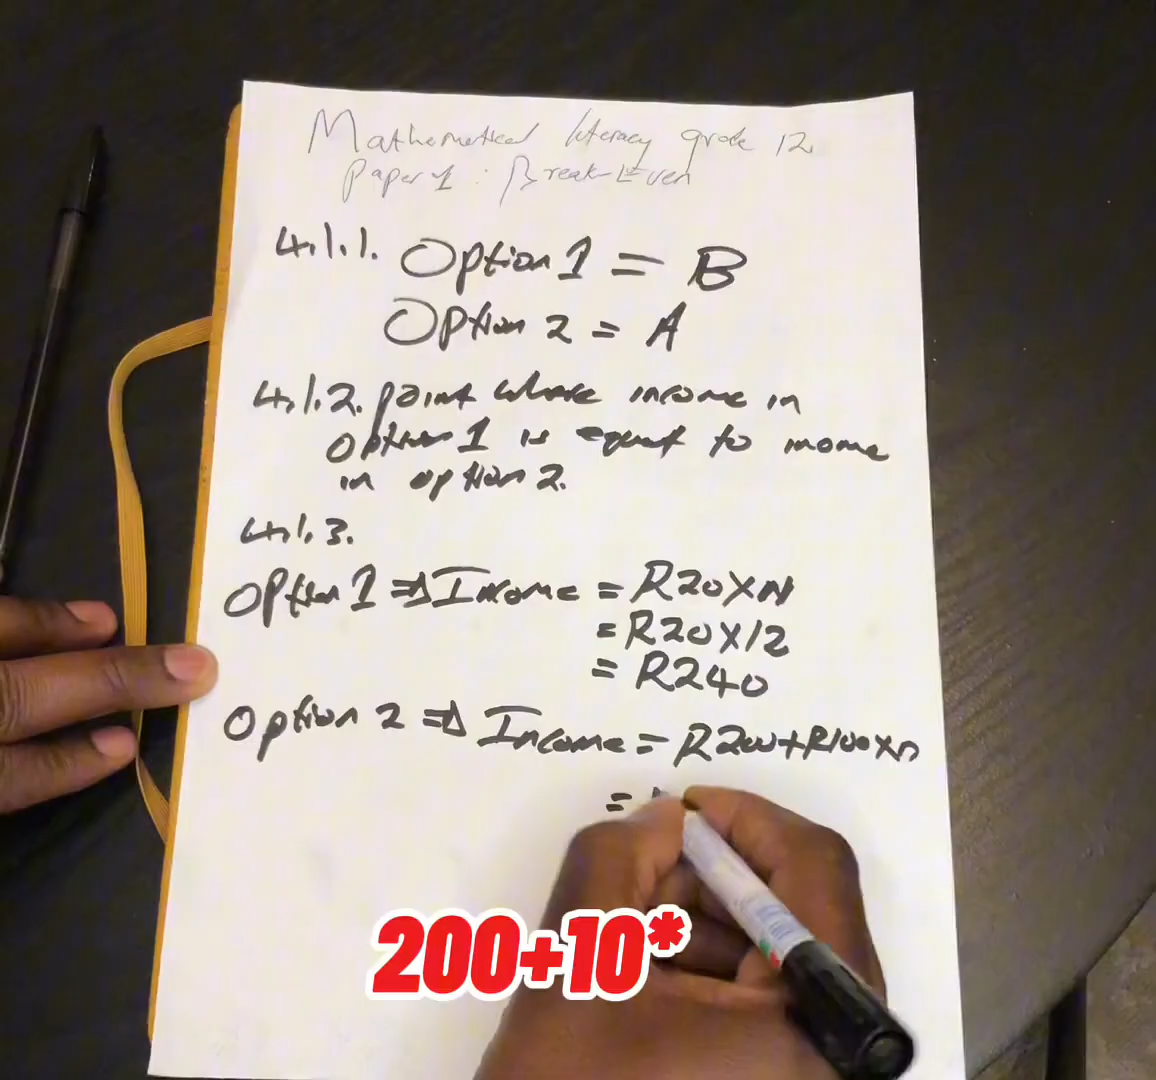 Mathematical literacy grade 12
Paper 1: Break-Even
4.1.1. Option 1 = B
Option 2 = A
4.1.2. point where income in
option 1 is equal to income
in option 2.
4.1.3.
Option 1 ⇒ Income = R20×N
= R20×12
= R240
Option 2 ⇒ Income = R200+R100×n
=
200+10*